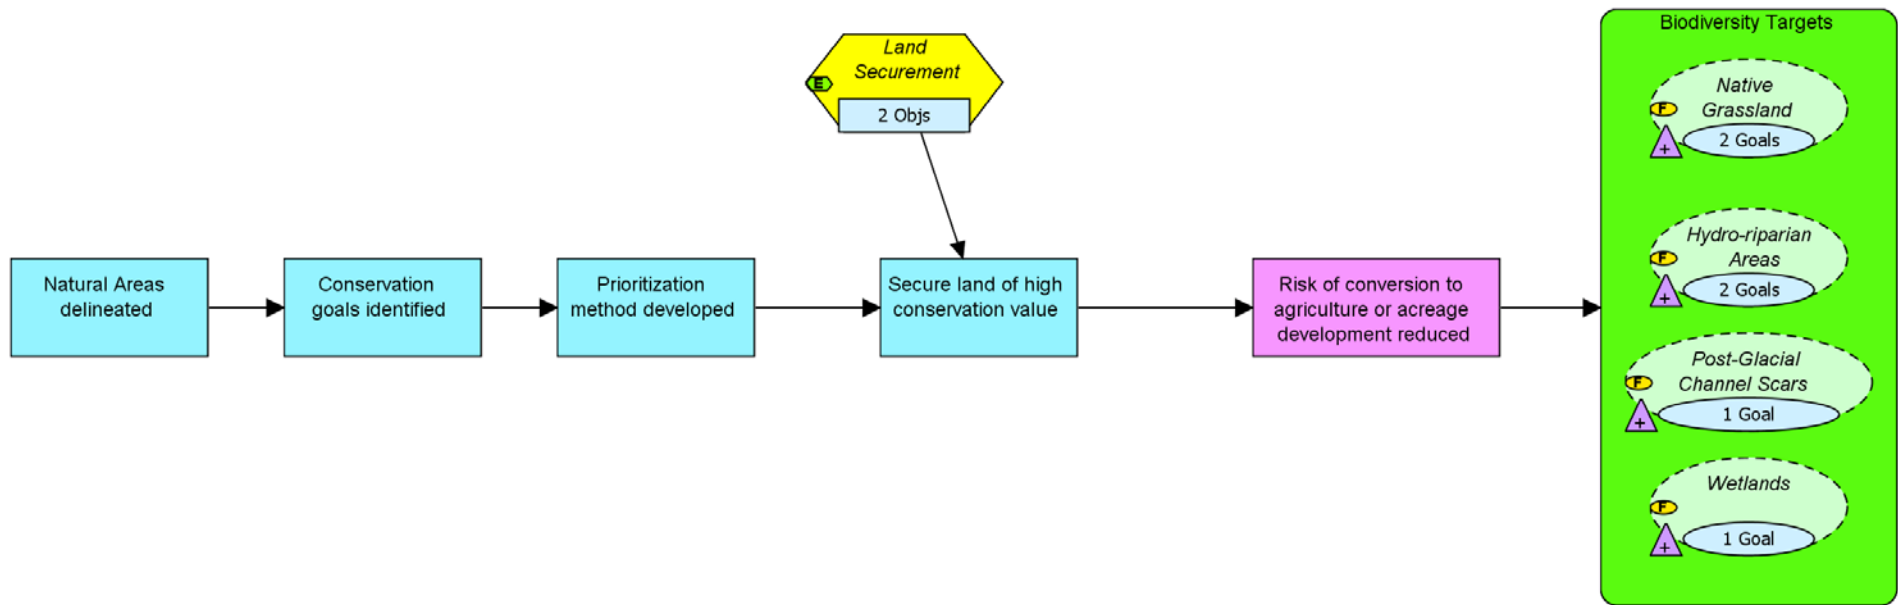 Biodiversity Targets
Land
Securement
E
2 Objs
Natural Areas
delineated
Conservation
goals identified
Prioritization
method developed
Secure land of high
conservation value
Risk of conversion to
agriculture or acreage
development reduced
Native
Grassland
F
+
2 Goals
Hydro-riparian
Areas
F
+
2 Goals
Post-Glacial
Channel Scars
F
+
1 Goal
Wetlands
F
+
1 Goal